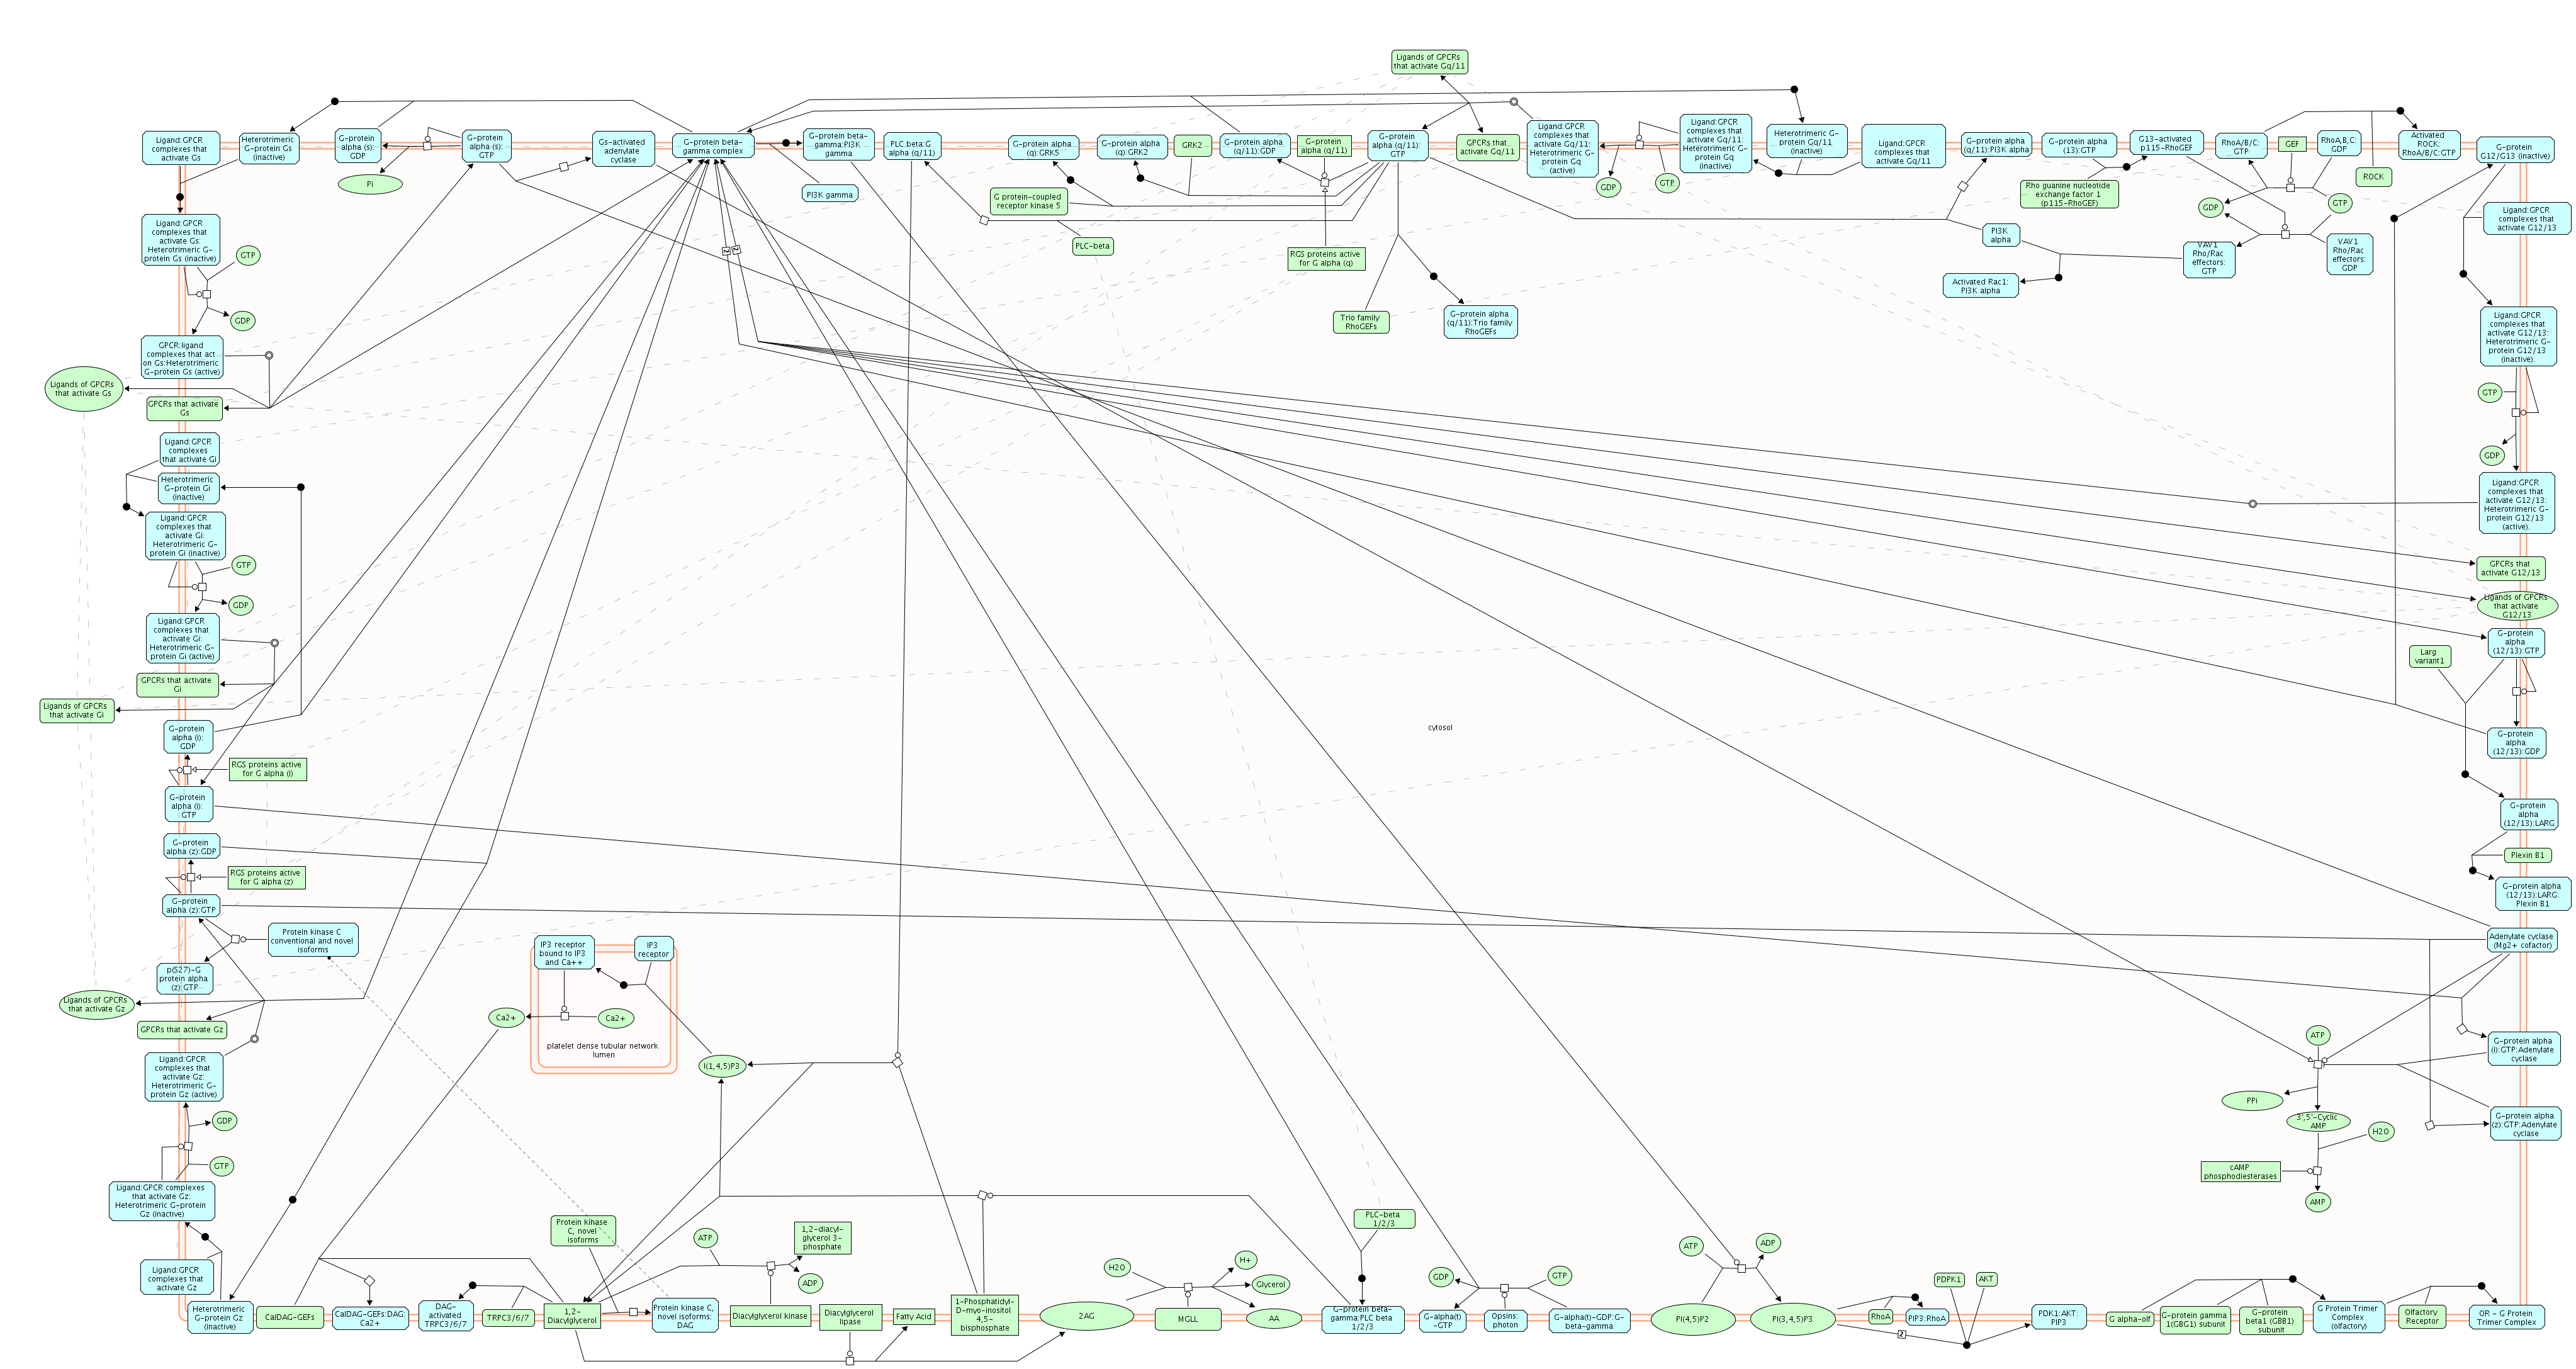 Ligands of GPCRs
that activate Gq/11
Ligand:GPCR
complexes that
activate Gs
Heterotrimeric
G-protein Gs
(inactive)
G-protein
alpha (s):
GDP
G-protein
alpha (s):
GTP
Gs-activated
adenylate
cyclase
G-protein beta-
gamma complex
G-protein beta-
gamma:PI3K
gamma
PLC beta:G
alpha (q/11)
G-protein alpha
(q):GRK5
G-protein alpha
(q):GRK2
GRK2
G-protein alpha
(q/11):GDP
G-protein
alpha (q/11)
G-protein
alpha (q/11):
GTP
GPCRs that
activate Gq/11
Ligand:GPCR
complexes that
activate Gq/11:
Heterotrimeric G-
protein Gq
(active)
Ligand:GPCR
complexes that
activate Gq/11:
Heterotrimeric G-
protein Gq
(inactive)
Heterotrimeric G-
protein Gq/11
(inactive)
Ligand:GPCR
complexes that
activate Gq/11
G-protein alpha
(q/11):PI3K alpha
G-protein alpha
(13):GTP
G13-activated
p115-RhoGEF
RhoA/B/C:
GTP
GEF
RhoA,B,C:
GDP
Activated
ROCK:
RhoA/B/C:GTP
G-protein
G12/G13 (inactive)
Pi
PI3K gamma
G protein-coupled
receptor kinase 5
PLC-beta
RGS proteins active
for G alpha (q)
GDP
GTP
Rho guanine nucleotide
exchange factor 1
(p115-RhoGEF)
ROCK
GDP
GTP
PI3K
alpha
VAV1
Rho/Rac
effectors:
GTP
VAV1
Rho/Rac
effectors:
GDP
Activated Rac1:
PI3K alpha
Trio family
RhoGEFs
G-protein alpha
(q/11):Trio family
RhoGEFs
Ligand:GPCR
complexes that
activate G12/13
Ligand:GPCR
complexes that
activate Gs:
Heterotrimeric G-
protein Gs (inactive)
GTP
GDP
GPCR:ligand
complexes that act
on Gs:Heterotrimeric
G-protein Gs (active)
Ligands of GPCRs
that activate Gs
GPCRs that activate
Gs
Ligand:GPCR
complexes
that activate Gi
Heterotrimeric
G-protein Gi
(inactive)
Ligand:GPCR
complexes that
activate Gi:
Heterotrimeric G-
protein Gi (inactive)
GTP
GDP
Ligand:GPCR
complexes that
activate Gi:
Heterotrimeric G-
protein Gi (active)
GPCRs that activate
Gi
Ligands of GPCRs
that activate Gi
G-protein
alpha (i):
GDP
RGS proteins active
for G alpha (i)
G-protein
alpha (i):
GTP
G-protein
alpha (z):GDP
RGS proteins active
for G alpha (z)
G-protein
alpha (z):GTP
Protein kinase C
conventional and novel
isoforms
p(S27)-G
protein alpha
(z):GTP
Ligands of GPCRs
that activate Gz
GPCRs that activate Gz
Ligand:GPCR
complexes that
activate Gz:
Heterotrimeric G-
protein Gz (active)
GDP
GTP
Ligand:GPCR complexes
that activate Gz:
Heterotrimeric G-protein
Gz (inactive)
Ligand:GPCR
complexes that
activate Gz
Ligand:GPCR
complexes that
activate G12/13:
Heterotrimeric G-
protein G12/13
(inactive).
GTP
GDP
Ligand:GPCR
complexes that
activate G12/13:
Heterotrimeric G-
protein G12/13
(active).
GPCRs that
activate G12/13
Ligands of GPCRs
that activate
G12/13
G-protein
alpha
(12/13):GTP
Larg
variant1
G-protein
alpha
(12/13):GDP
cytosol
G-protein
alpha
(12/13):LARG
Plexin B1
G-protein alpha
(12/13):LARG:
Plexin B1
Adenylate cyclase
(Mg2+ cofactor)
G-protein alpha
(i):GTP:Adenylate
cyclase
G-protein alpha
(z):GTP:Adenylate
cyclase
ATP
PPi
3',5'-Cyclic
AMP
H2O
cAMP
phosphodiesterases
AMP
IP3 receptor
bound to IP3
and Ca++
IP3
receptor
Ca2+
Ca2+
platelet dense tubular network
lumen
I(1,4,5)P3
Protein kinase
C, novel
isoforms
ATP
1,2-diacyl-
glycerol 3-
phosphate
ADP
H2O
H+
Glycerol
PLC-beta
1/2/3
GDP
GTP
ATP
ADP
PDPK1
AKT
Heterotrimeric
G-protein Gz
(inactive)
CalDAG-GEFs
CalDAG-GEFs:DAG:
Ca2+
DAG-
activated
TRPC3/6/7
TRPC3/6/7
1,2-
Diacylglycerol
Protein kinase C,
novel isoforms:
DAG
Diacylglycerol kinase
Diacylglycerol
lipase
Fatty Acid
1-Phosphatidyl-
D-myo-inositol
4,5-
bisphosphate
2AG
MGLL
AA
G-protein beta-
gamma:PLC beta
1/2/3
G-alpha(t)
-GTP
Opsins:
photon
G-alpha(t)-GDP:G-
beta-gamma
PI(4,5)P2
PI(3,4,5)P3
RhoA
PIP3:RhoA
PDK1:AKT:
PIP3
G alpha-olf
G-protein gamma
1(GBG1) subunit
G-protein
beta1 (GBB1)
subunit
G Protein Trimer
Complex
(olfactory)
Olfactory
Receptor
OR - G Protein
Trimer Complex